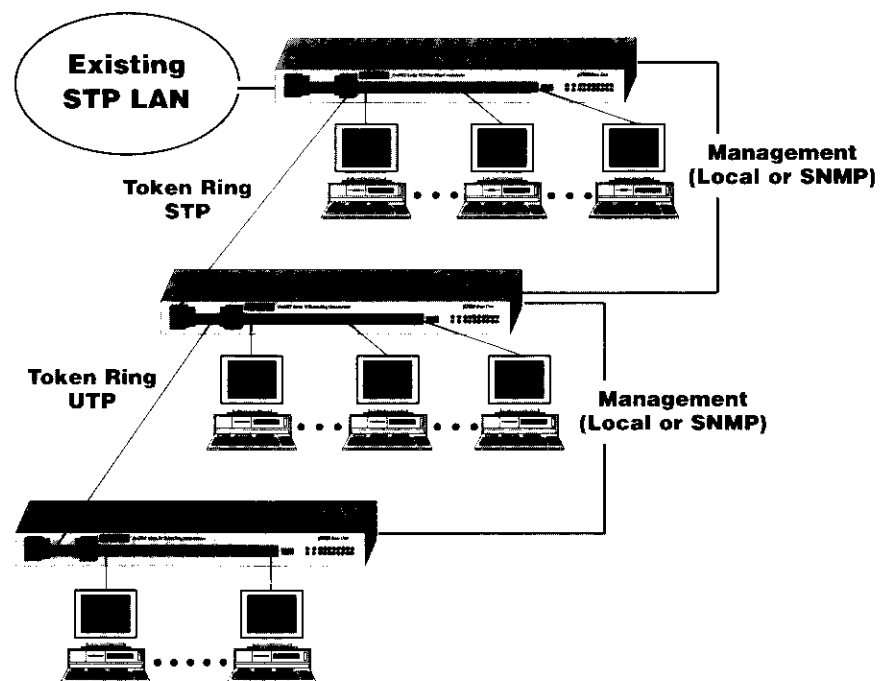 Existing
STP LAN
Token Ring
STP
Management
(Local or SNMP)
Token Ring
UTP
Management
(Local or SNMP)